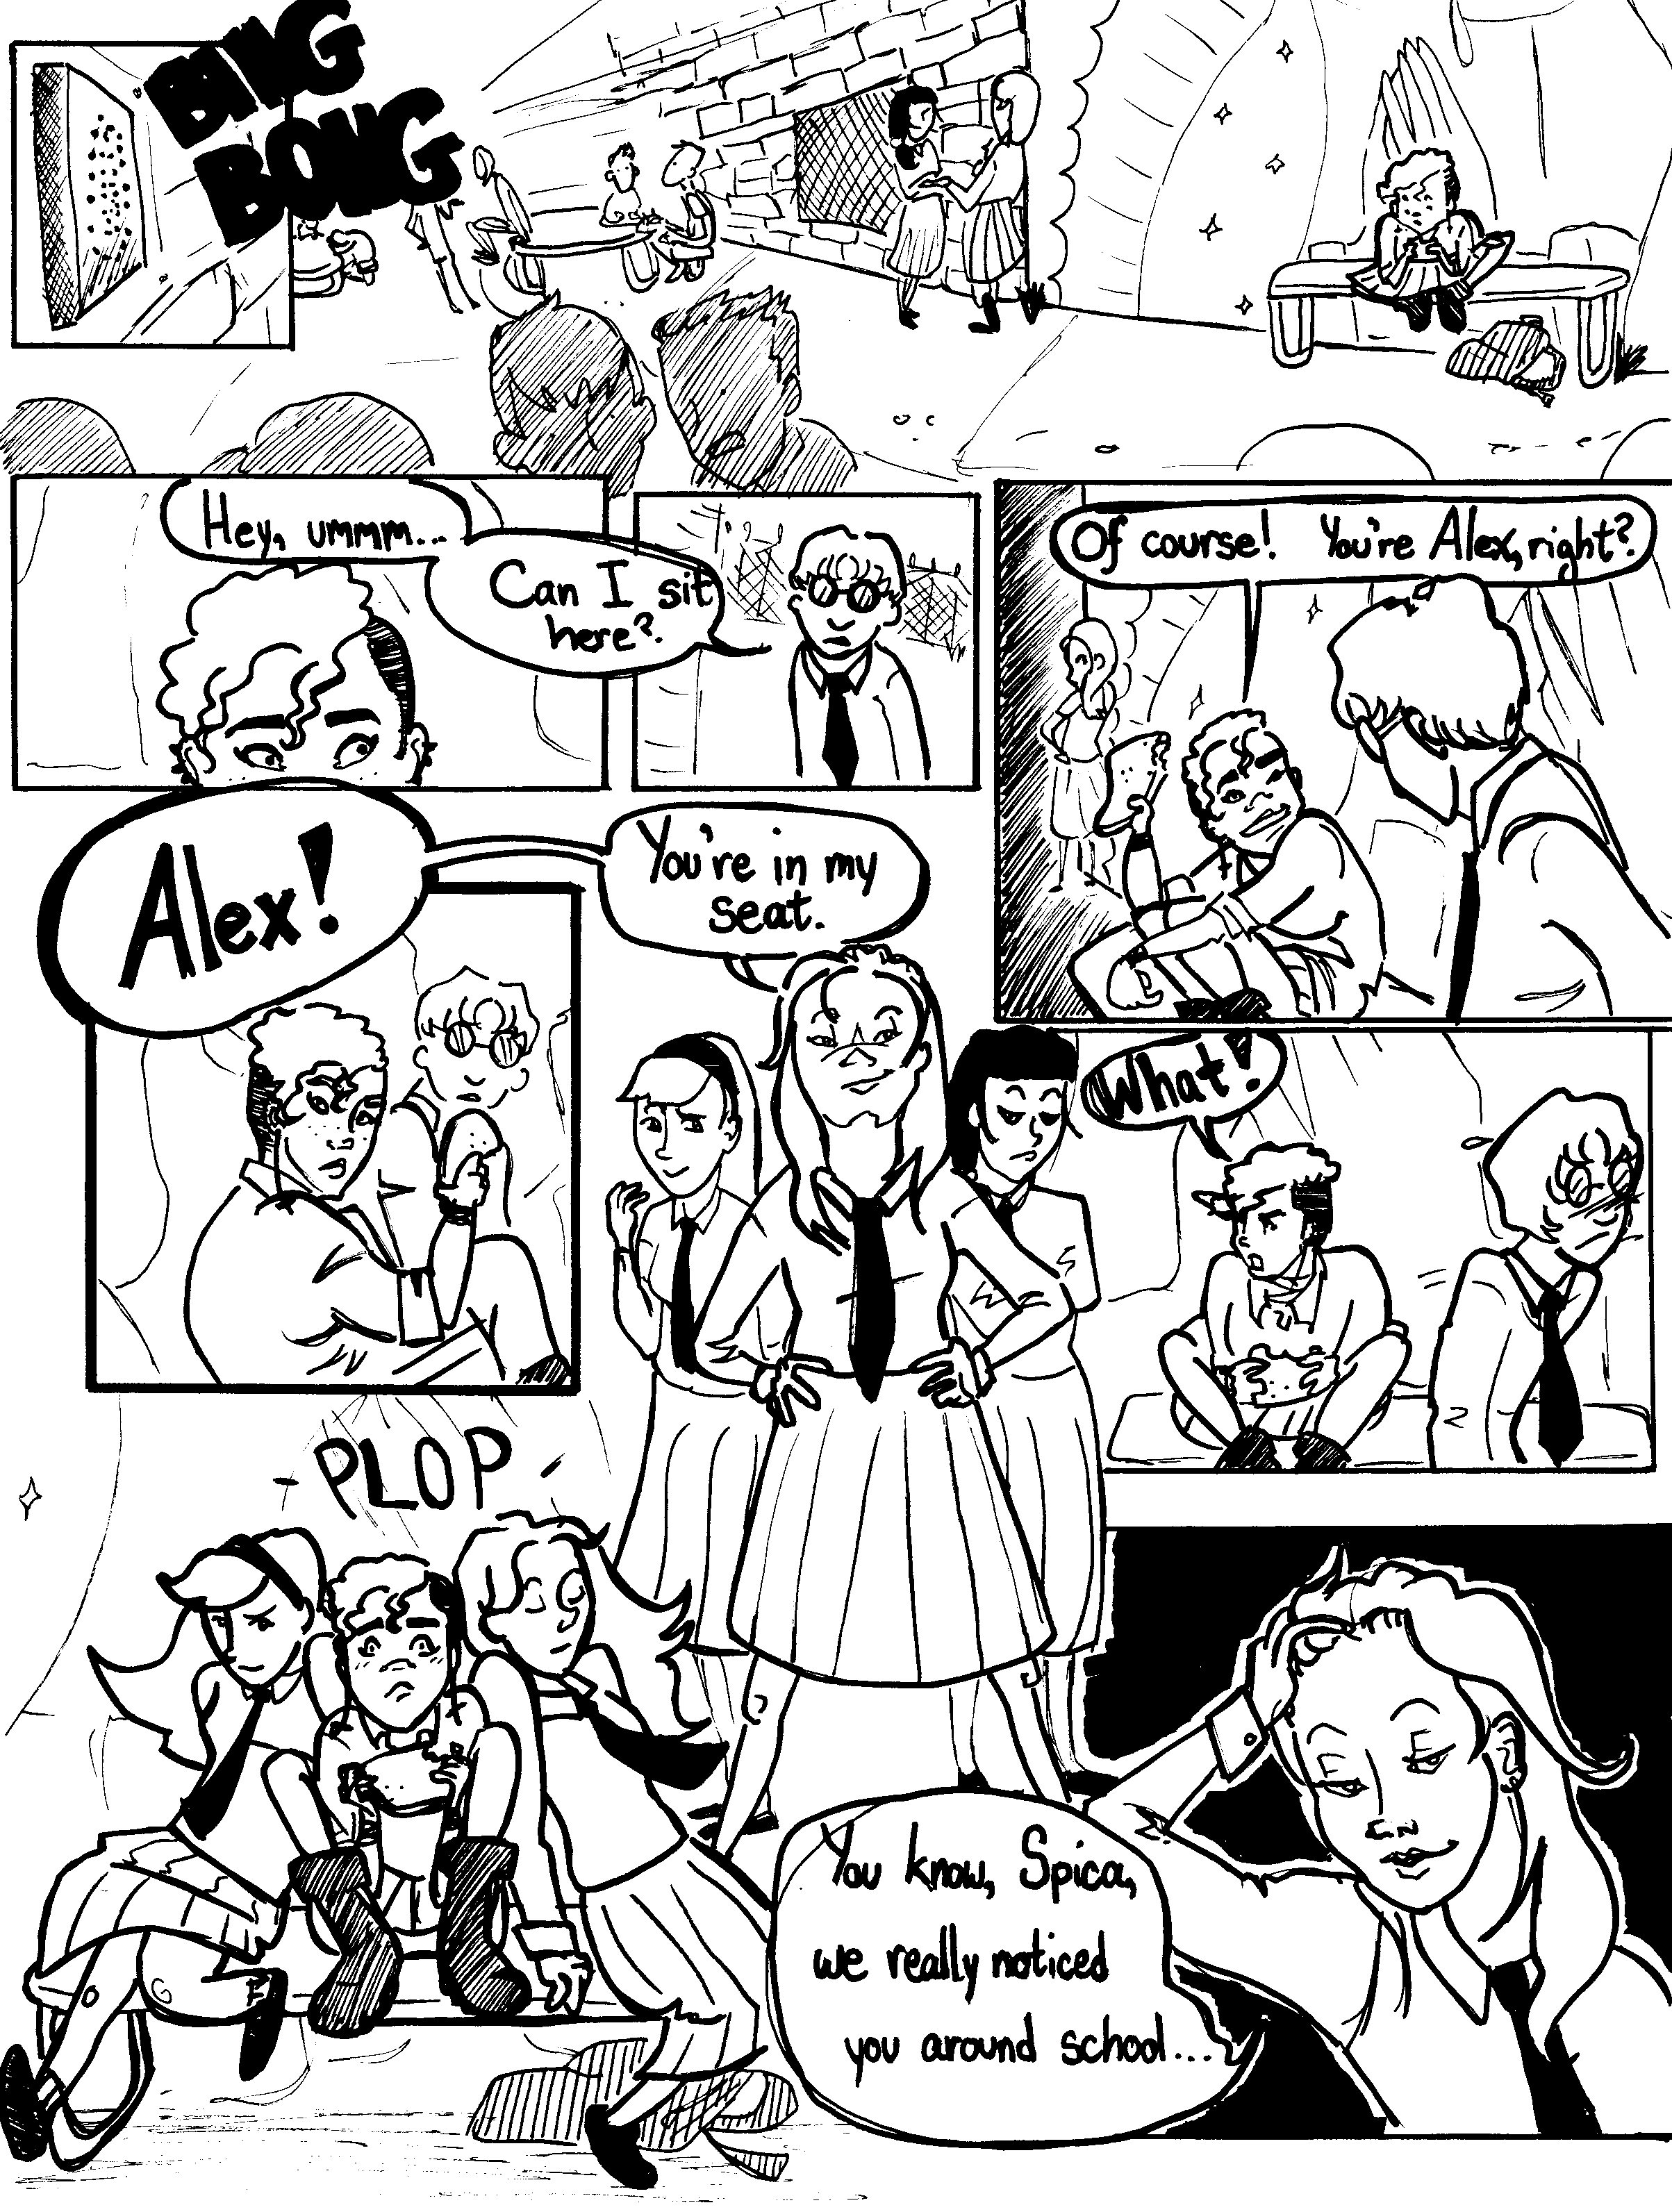 BING
BONG
Hey, ummm...
Can I sit
here?
Of course! You're Alex, right?
Alex!
You're in my
seat.
What!
PLOP
You know, Spica,
we really noticed
you around school...